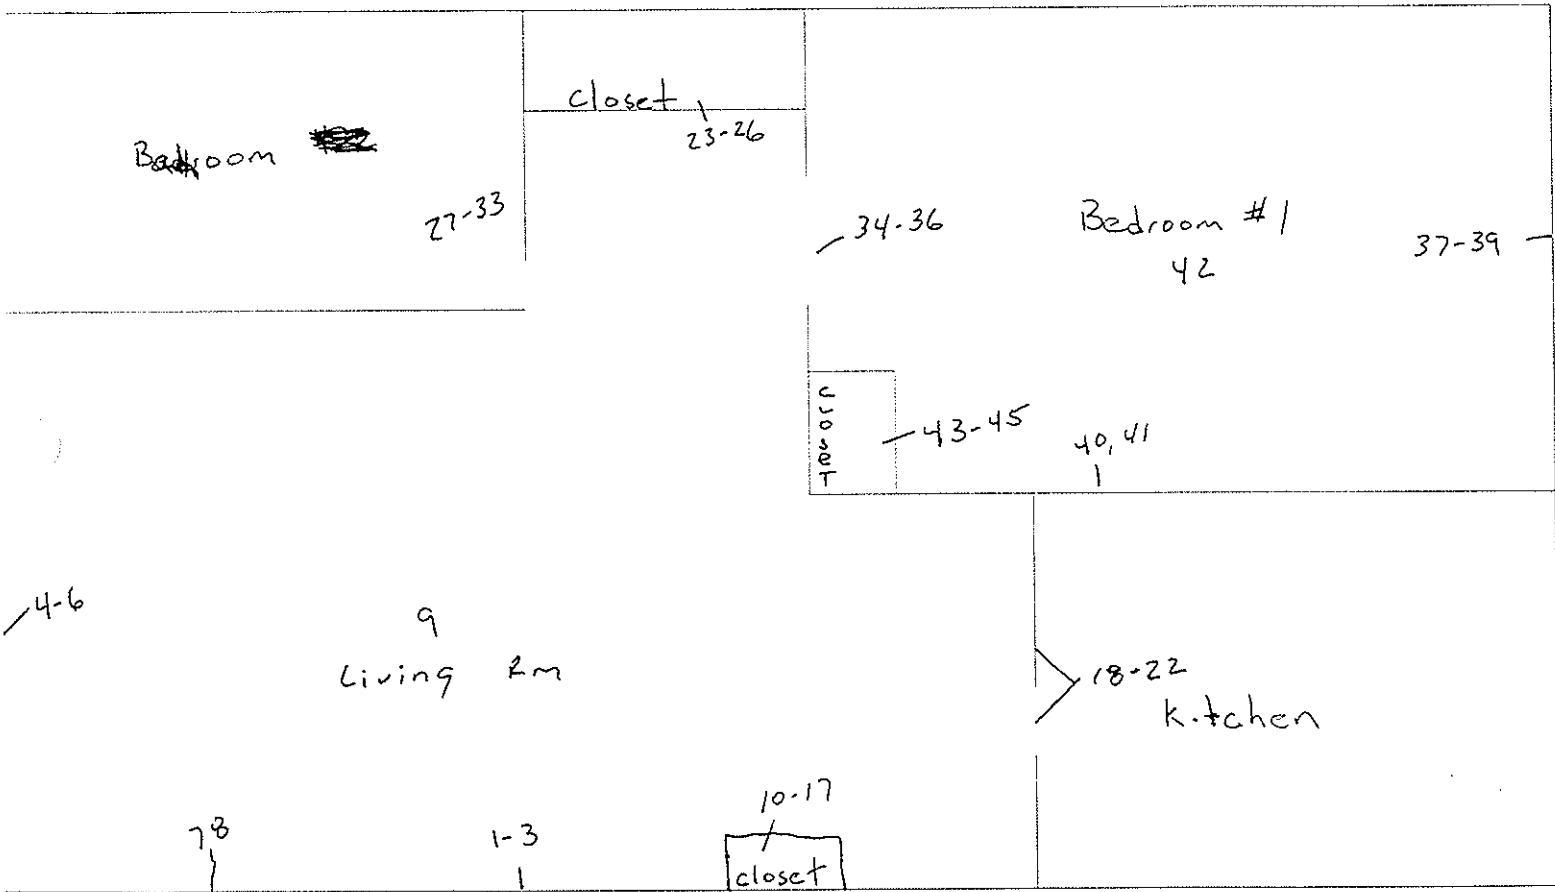 closet
23-26
Bathroom
27-33
34-36
Bedroom #1
42
37-39
closeT
43-45
40, 41
4-6
9
Living Rm
18-22
Kitchen
10-17
78
1-3
closet